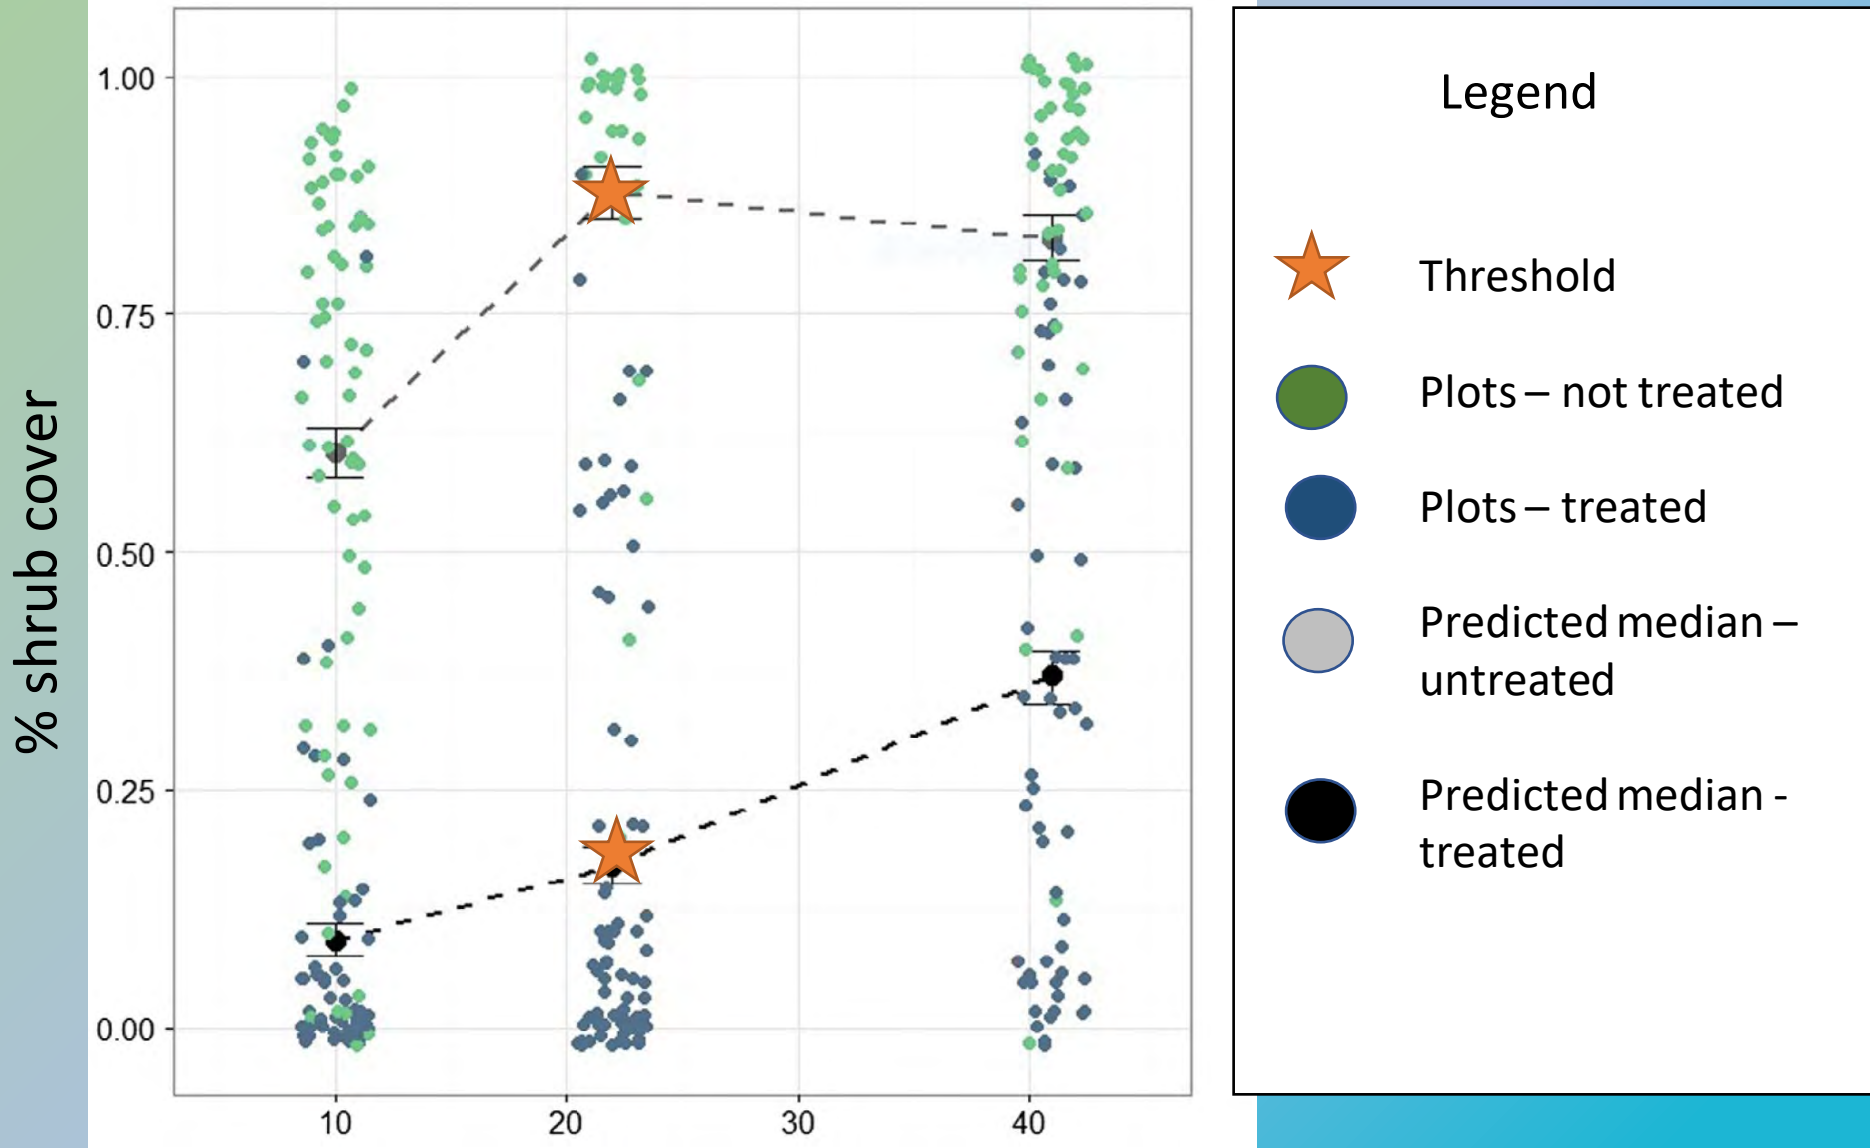 % shrub cover
1.00
0.75
0.50
0.25
0.00
10
20
30
40
Legend
Threshold
Plots – not treated
Plots – treated
Predicted median –
untreated
Predicted median -
treated